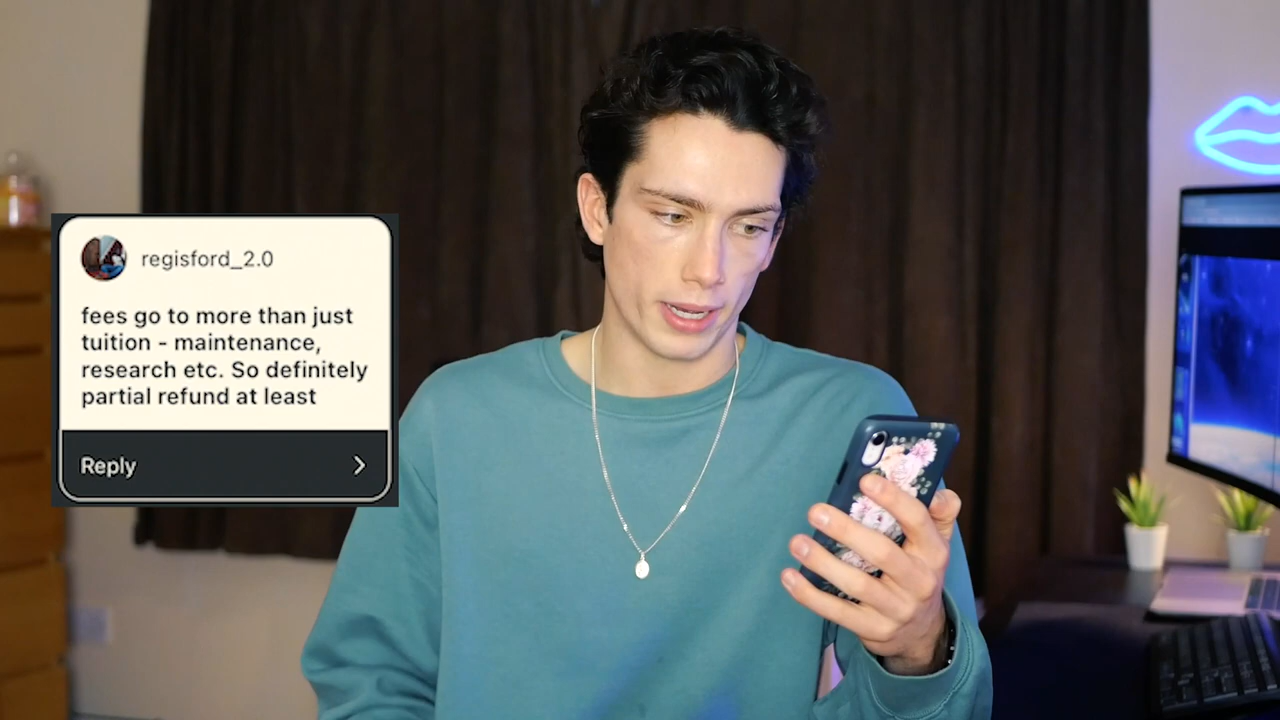 regisford_2.0
fees go to more than just
tuition - maintenance,
research etc. So definitely
partial refund at least
Reply